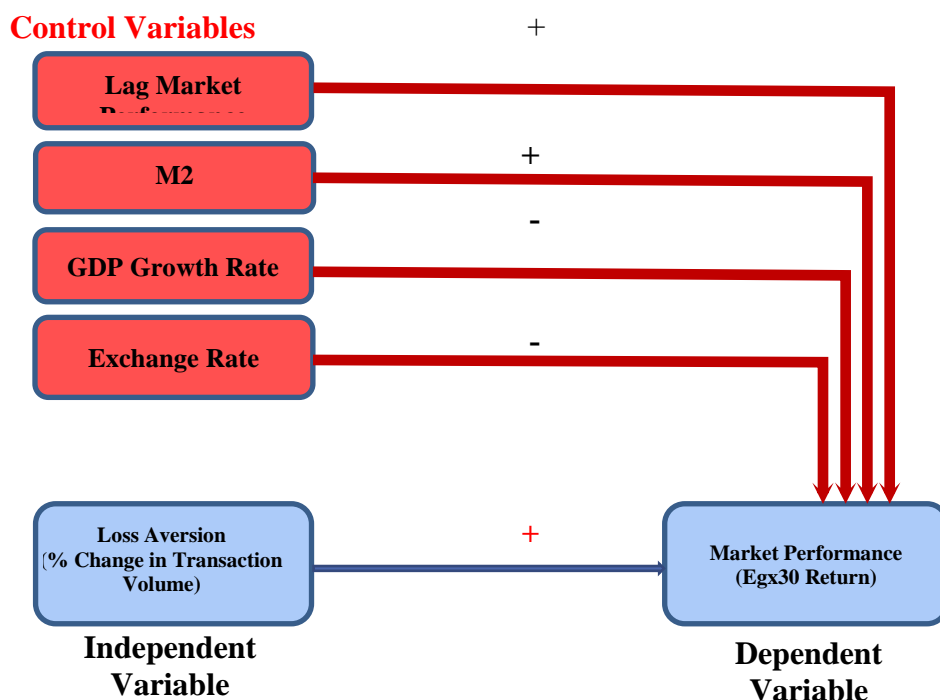 Control Variables
+
Lag Market
Performance
+
M2
-
GDP Growth Rate
-
Exchange Rate
Loss Aversion
(% Change in Transaction
Volume)
+
Market Performance
(Egx30 Return)
Independent
Variable
Dependent
Variable